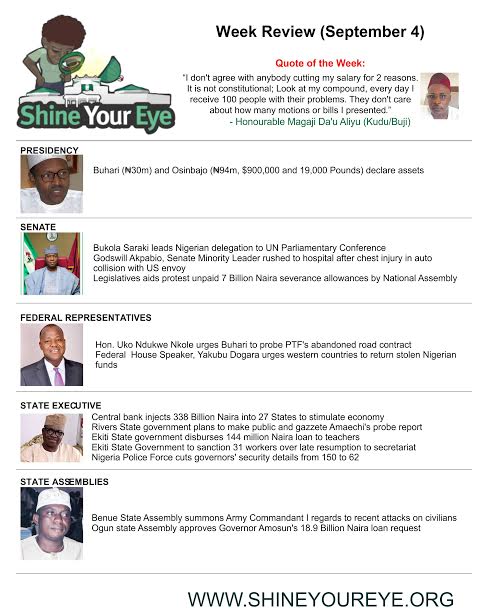 Week Review (September 4)
Shine Your Eye
Quote of the Week:
“I don't agree with anybody cutting my salary for 2 reasons.
It is not constitutional; Look at my compound, every day I
receive 100 people with their problems. They don't care
about how many motions or bills I presented.”
- Honourable Magaji Da'u Aliyu (Kudu/Buji)
PRESIDENCY
Buhari (₦30m) and Osinbajo (₦94m, $900,000 and 19,000 Pounds) declare assets
SENATE
Bukola Saraki leads Nigerian delegation to UN Parliamentary Conference
Godswill Akpabio, Senate Minority Leader rushed to hospital after chest injury in auto
collision with US envoy
Legislatives aids protest unpaid 7 Billion Naira severance allowances by National Assembly
FEDERAL REPRESENTATIVES
Hon. Uko Ndukwe Nkole urges Buhari to probe PTF's abandoned road contract
Federal House Speaker, Yakubu Dogara urges western countries to return stolen Nigerian
funds
STATE EXECUTIVE
Central bank injects 338 Billion Naira into 27 States to stimulate economy
Rivers State government plans to make public and gazzete Amaechi's probe report
Ekiti State government disburses 144 million Naira loan to teachers
Ekiti State Government to sanction 31 workers over late resumption to secretariat
Nigeria Police Force cuts governors' security details from 150 to 62
STATE ASSEMBLIES
Benue State Assembly summons Army Commandant I regards to recent attacks on civilians
Ogun state Assembly approves Governor Amosun's 18.9 Billion Naira loan request
WWW.SHINEYOUREYE.ORG